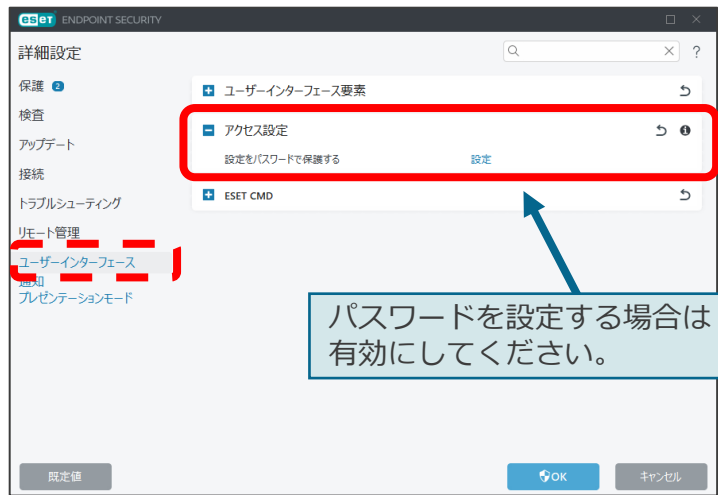 eset ENDPOINT SECURITY
詳細設定
?
保護 2
検査
アップデート
接続
トラブルシューティング
リモート管理
ユーザーインターフェース
通知
プレゼンテーションモード
ユーザーインターフェース要素
アクセス設定
設定をパスワードで保護する 設定
ESET CMD
パスワードを設定する場合は
有効にしてください。
既定値
OK
キャンセル